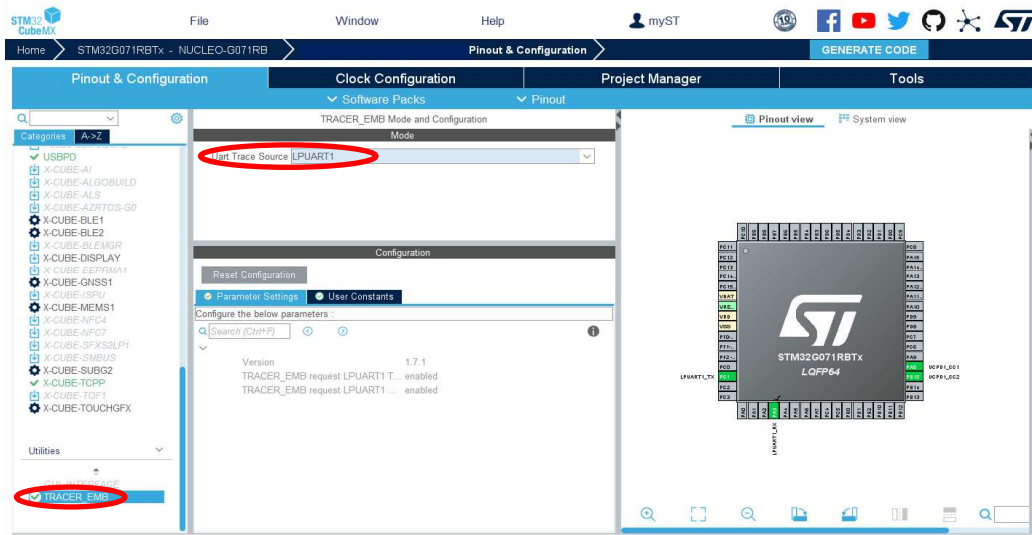 STM32 CubeMX
File Window Help myST
Home STM32G071RBTx - NUCLEO-G071RB Pinout & Configuration GENERATE CODE
Pinout & Configuration Clock Configuration Project Manager Tools
Software Packs Pinout
Categories A->Z
USBPD
X-CUBE-AI
X-CUBE-ALGOBUILD
X-CUBE-ALS
X-CUBE-AZRTOS-G0
X-CUBE-BLE1
X-CUBE-BLE2
X-CUBE-BLEMGR
X-CUBE-DISPLAY
X-CUBE-EEPRMA1
X-CUBE-GNSS1
X-CUBE-ISPU
X-CUBE-MEMS1
X-CUBE-NFC4
X-CUBE-NFC7
X-CUBE-SFXS2LP1
X-CUBE-SMBUS
X-CUBE-SUBG2
X-CUBE-TCPP
X-CUBE-TOF1
X-CUBE-TOUCHGFX
Utilities
GUI_INTERFACE
TRACER_EMB
TRACER_EMB Mode and Configuration
Mode
Uart Trace Source LPUART1
Configuration
Reset Configuration
Parameter Settings User Constants
Configure the below parameters :
Search (Ctrl+F)
Version 1.7.1
TRACER_EMB request LPUART1 T... enabled
TRACER_EMB request LPUART1 ... enabled
Pinout view System view
STM32G071RBTx
LQFP64
LPUART1_TX
UCPD1_CC1
UCPD1_CC2
LPUART1_RX